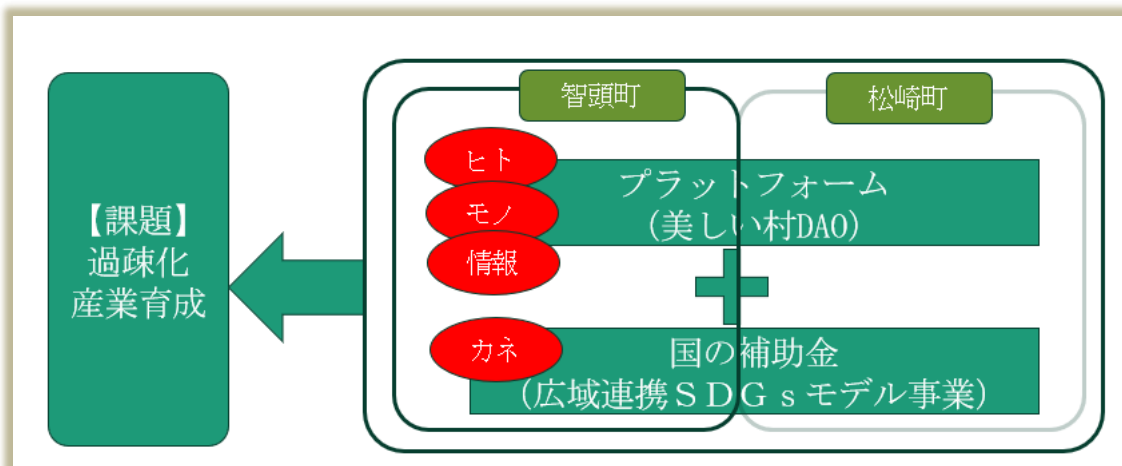 【課題】
過疎化
産業育成
智頭町
松崎町
ヒト
モノ
情報
プラットフォーム
（美しい村DAO）
カネ
国の補助金
（広域連携ＳＤＧｓモデル事業）